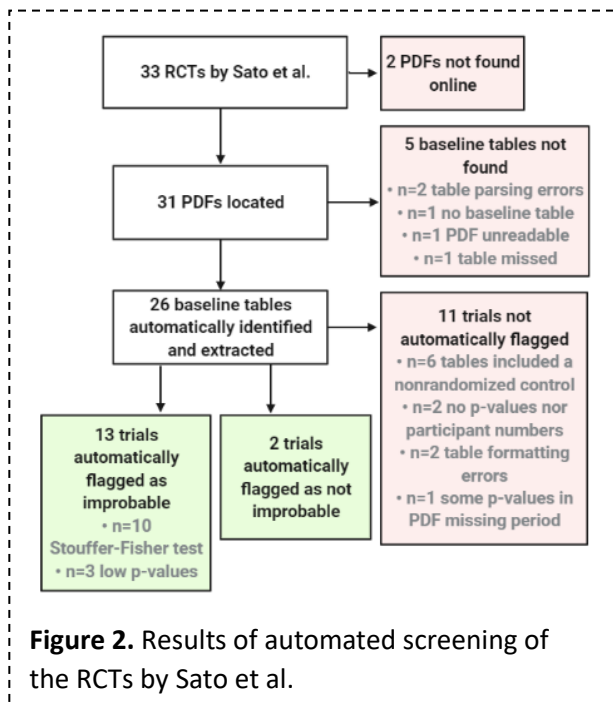 33 RCTs by Sato et al.
2 PDFs not found
online
31 PDFs located
5 baseline tables not
found
• n=2 table parsing errors
• n=1 no baseline table
• n=1 PDF unreadable
• n=1 table missed
26 baseline tables
automatically identified
and extracted
11 trials not
automatically flagged
• n=6 tables included a
nonrandomized control
• n=2 no p-values nor
participant numbers
• n=2 table formatting
errors
• n=1 some p-values in
PDF missing period
13 trials
automatically
flagged as
improbable
• n=10
Stouffer-Fisher test
• n=3 low p-values
2 trials
automatically
flagged as not
improbable
Figure 2. Results of automated screening of
the RCTs by Sato et al.